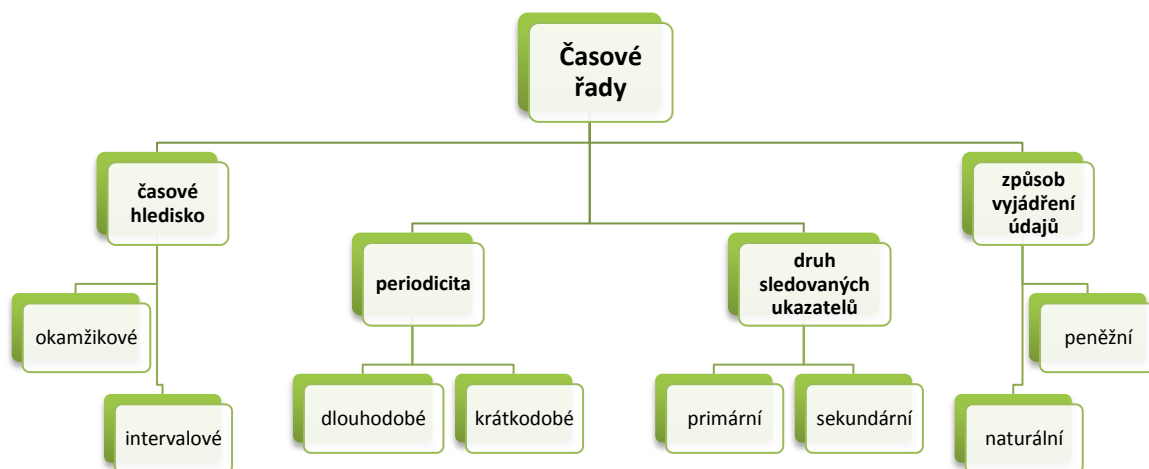 Časové
řady
časové
hledisko
způsob
vyjádření
údajů
periodicita
druh
sledovaných
ukazatelů
okamžikové
peněžní
dlouhodobé
krátkodobé
primární
sekundární
intervalové
naturální